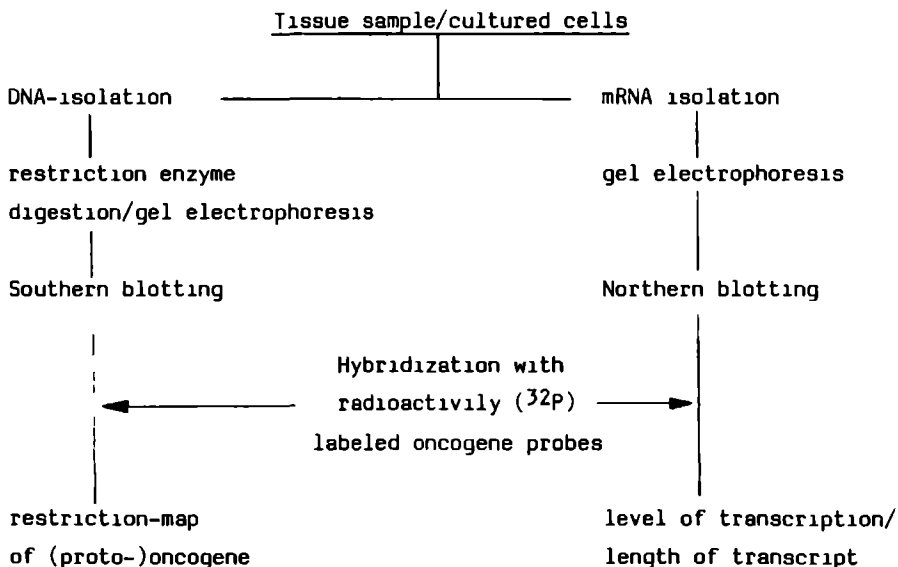 Tissue sample/cultured cells
DNA-isolation
mRNA isolation
restriction enzyme
digestion/gel electrophoresis
gel electrophoresis
Southern blotting
Northern blotting
Hybridization with
radioactivily (32P)
labeled oncogene probes
restriction-map
of (proto-)oncogene
level of transcription/
length of transcript